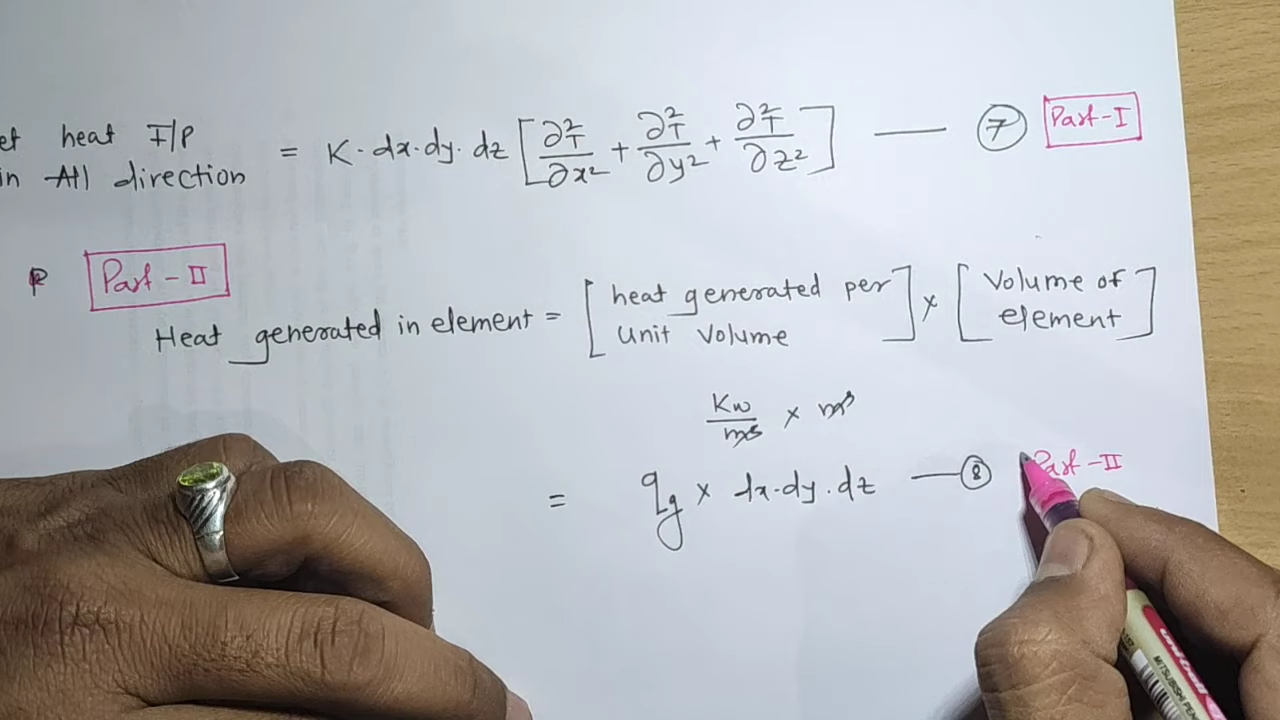 et heat I/P
in All direction = K·dx·dy·dz [∂²T/∂x² + ∂²T/∂y² + ∂²T/∂z²] — ⑦ Part-I
Part-II
Heat generated in element = [heat generated per unit volume] × [volume of element]
Kw/m³ × m³
= qg × dx·dy·dz — ⑧ Part-II
MITSUBISHI PE